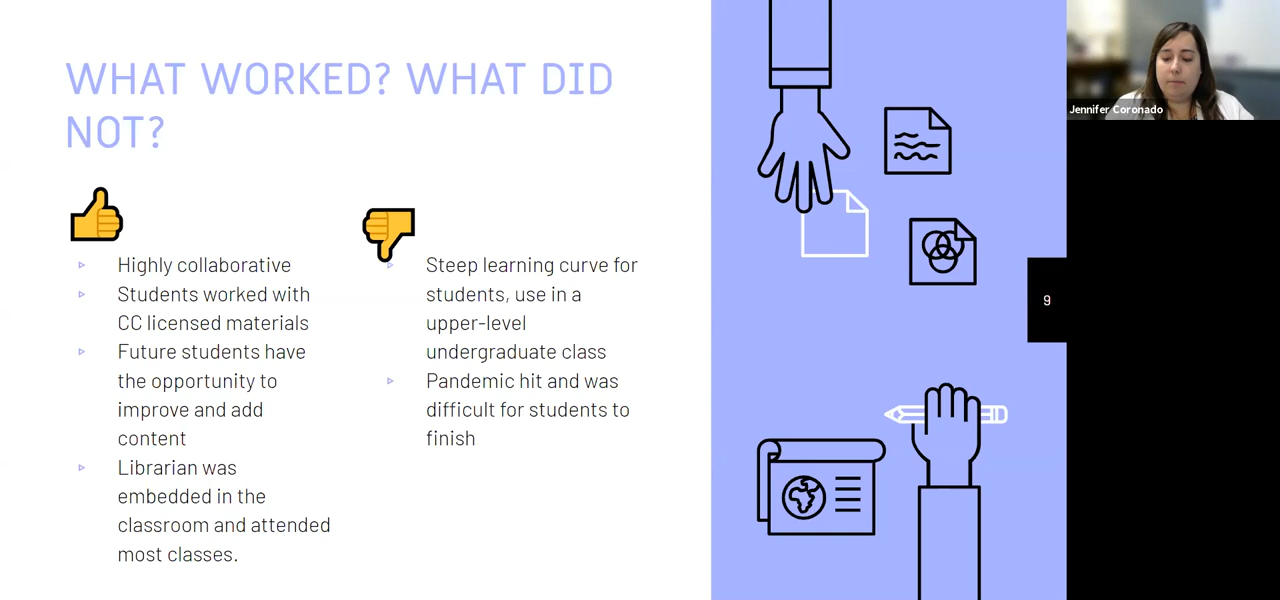 WHAT WORKED? WHAT DID
NOT?
Highly collaborative
Students worked with
CC licensed materials
Future students have
the opportunity to
improve and add
content
Librarian was
embedded in the
classroom and attended
most classes.
Steep learning curve for
students, use in a
upper-level
undergraduate class
Pandemic hit and was
difficult for students to
finish
9
Jennifer Coronado